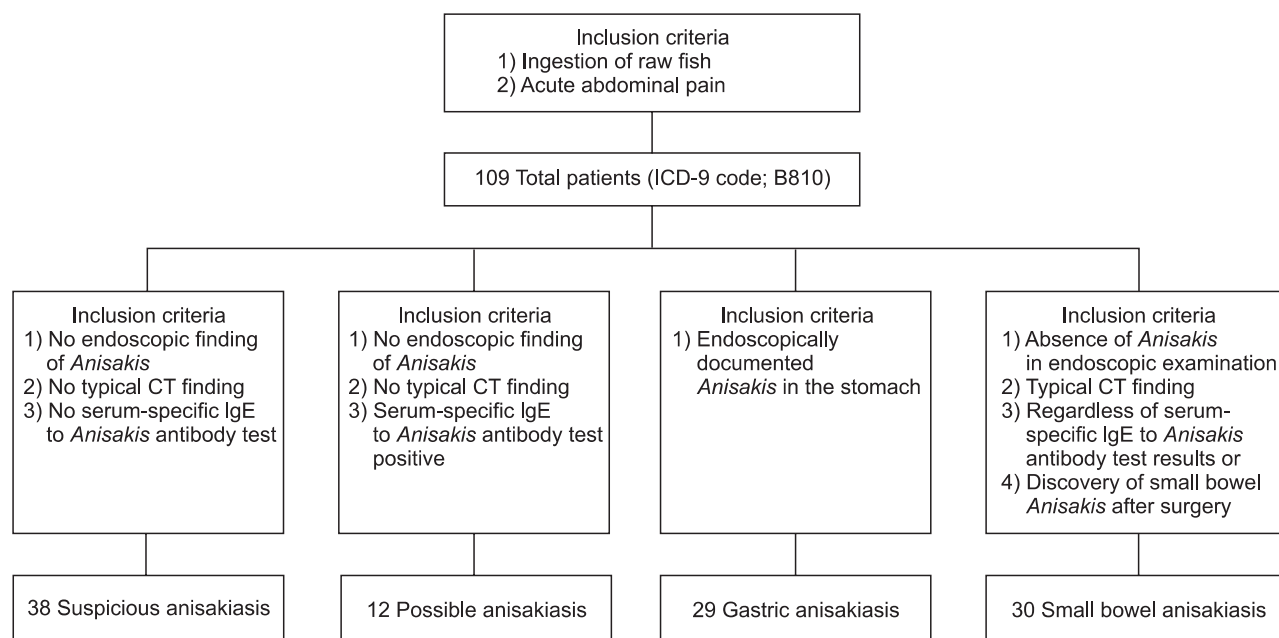 Inclusion criteria
1) Ingestion of raw fish
2) Acute abdominal pain
109 Total patients (ICD-9 code; B810)
Inclusion criteria
1) No endoscopic finding
of Anisakis
2) No typical CT finding
3) No serum-specific IgE
to Anisakis antibody test
Inclusion criteria
1) No endoscopic finding
of Anisakis
2) No typical CT finding
3) Serum-specific IgE
to Anisakis antibody test
positive
Inclusion criteria
1) Endoscopically
documented
Anisakis in the stomach
Inclusion criteria
1) Absence of Anisakis
in endoscopic examination
2) Typical CT finding
3) Regardless of serum-
specific IgE to Anisakis
antibody test results or
4) Discovery of small bowel
Anisakis after surgery
38 Suspicious anisakiasis
12 Possible anisakiasis
29 Gastric anisakiasis
30 Small bowel anisakiasis